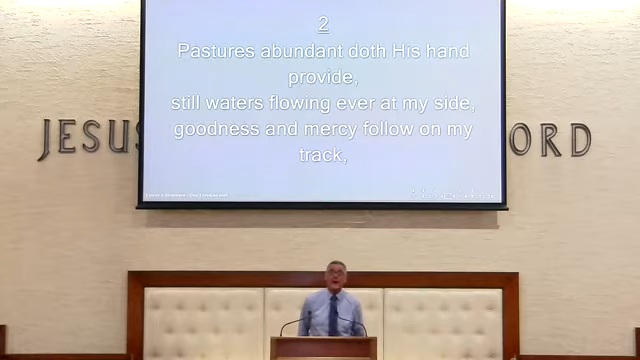 2
Pastures abundant doth His hand
provide,
still waters flowing ever at my side,
goodness and mercy follow on my
track,
JESUS
ORD